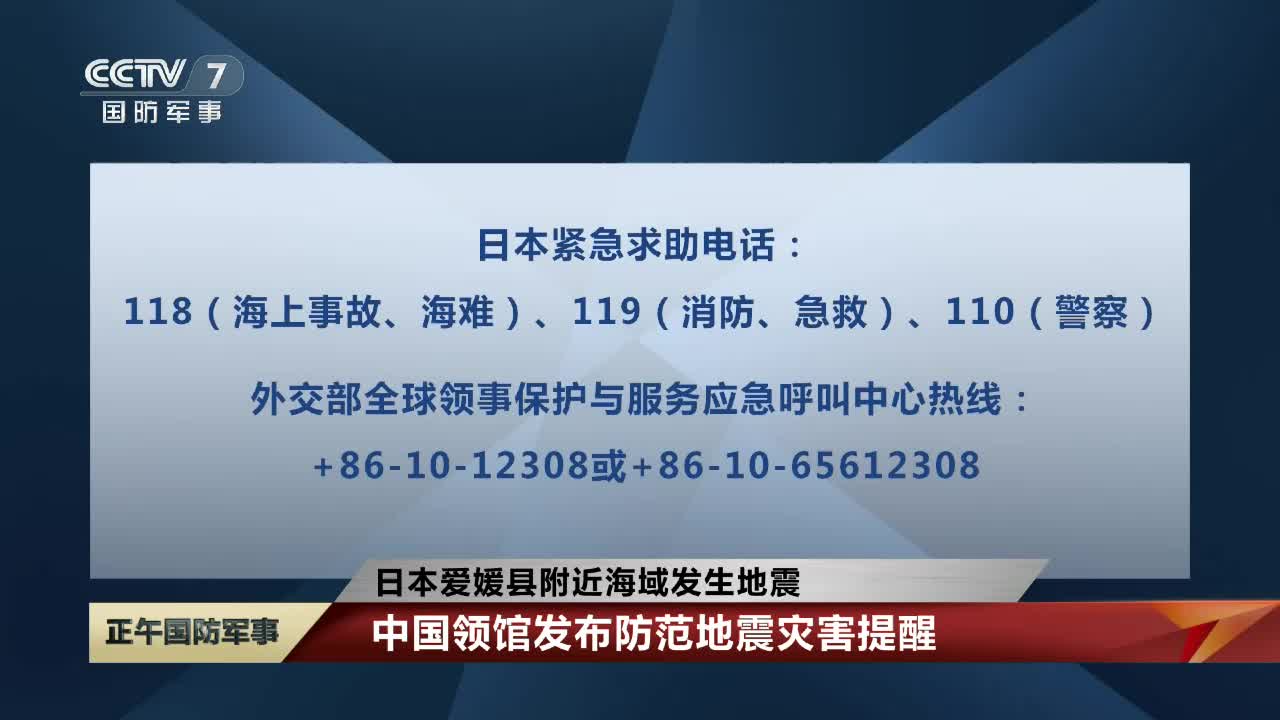 CCTV 7
国防军事
日本紧急求助电话：
118（海上事故、海难）、119（消防、急救）、110（警察）
外交部全球领事保护与服务应急呼叫中心热线：
+86-10-12308或+86-10-65612308
日本爱媛县附近海域发生地震
正午国防军事
中国领馆发布防范地震灾害提醒